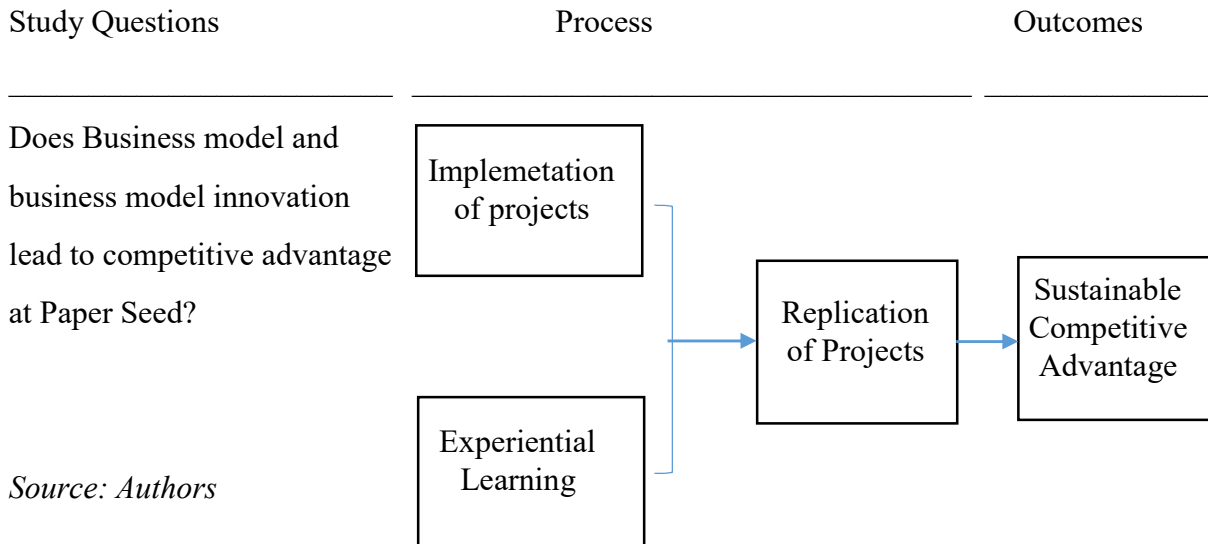 Study Questions Process Outcomes
Does Business model and
business model innovation
lead to competitive advantage
at Paper Seed?
Implemetation
of projects
Experiential
Learning
Replication
of Projects
Sustainable
Competitive
Advantage
Source: Authors